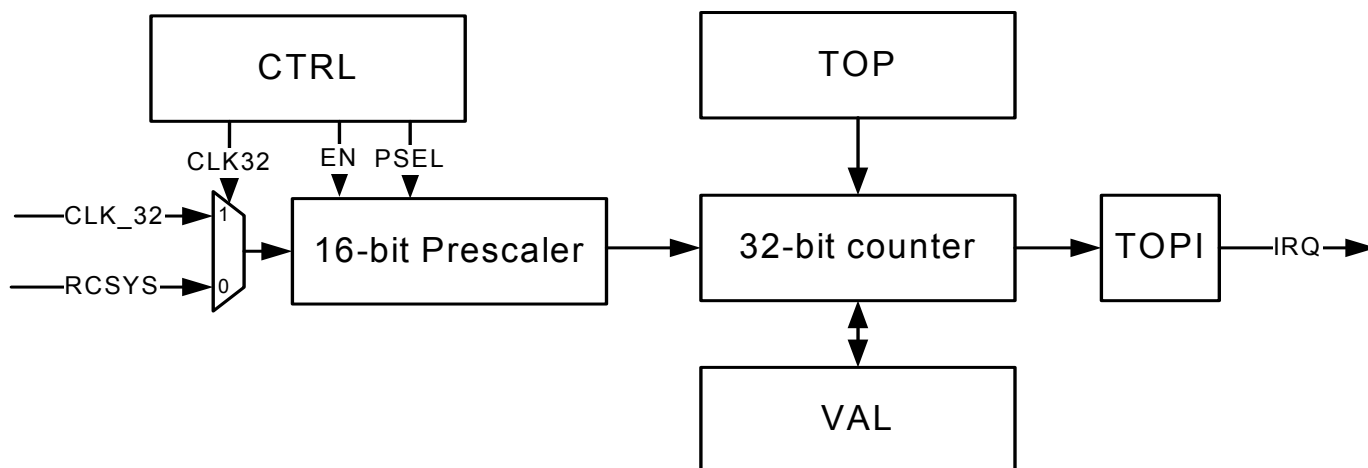 CTRL
TOP
CLK32
EN
PSEL
CLK_32
1
16-bit Prescaler
32-bit counter
TOPI
IRQ
RCSYS
0
VAL